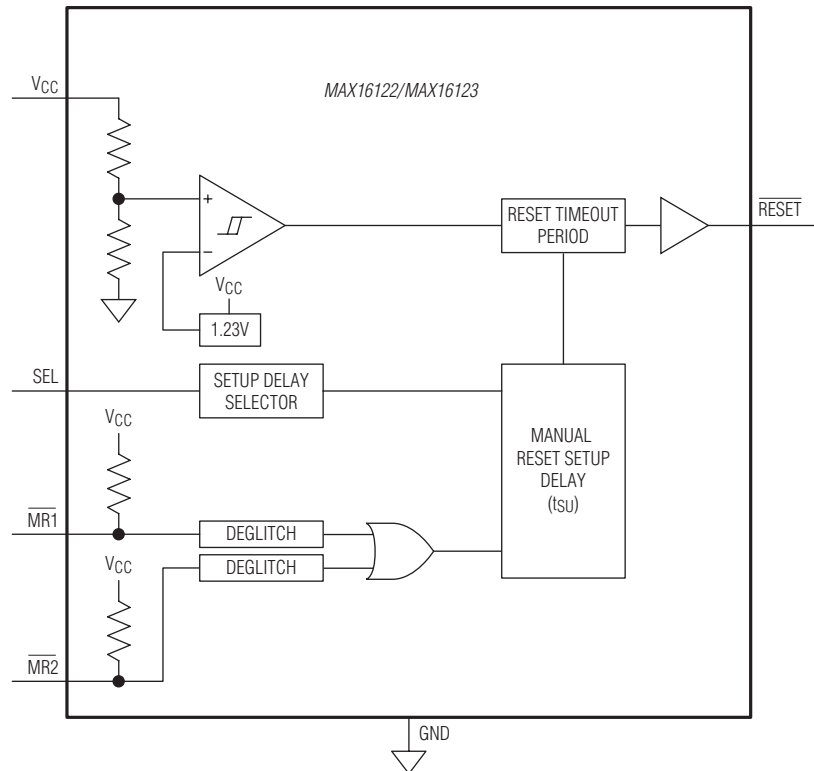 MAX16122/MAX16123
VCC
+
−
RESET TIMEOUT
PERIOD
RESET
VCC
1.23V
SEL
SETUP DELAY
SELECTOR
MANUAL
RESET SETUP
DELAY
(tSU)
VCC
MR1
DEGLITCH
VCC
DEGLITCH
MR2
GND